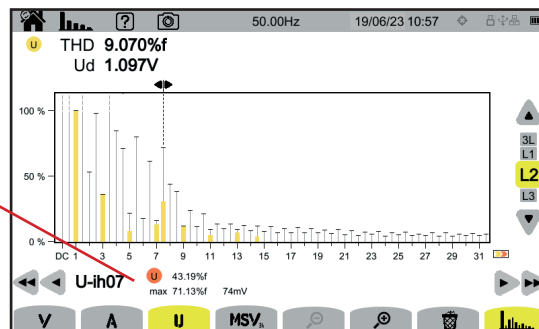 ?
50.00Hz
19/06/23 10:57
U
THD 9.070%f
Ud 1.097V
100 %
50 %
0 %
DC 1 3 5 7 9 11 13 15 17 19 21 23 25 27 29 31
3L
L1
L2
L3
U-ih07
U 43.19%f
max 71.13%f 74mV
V
A
U
MSV